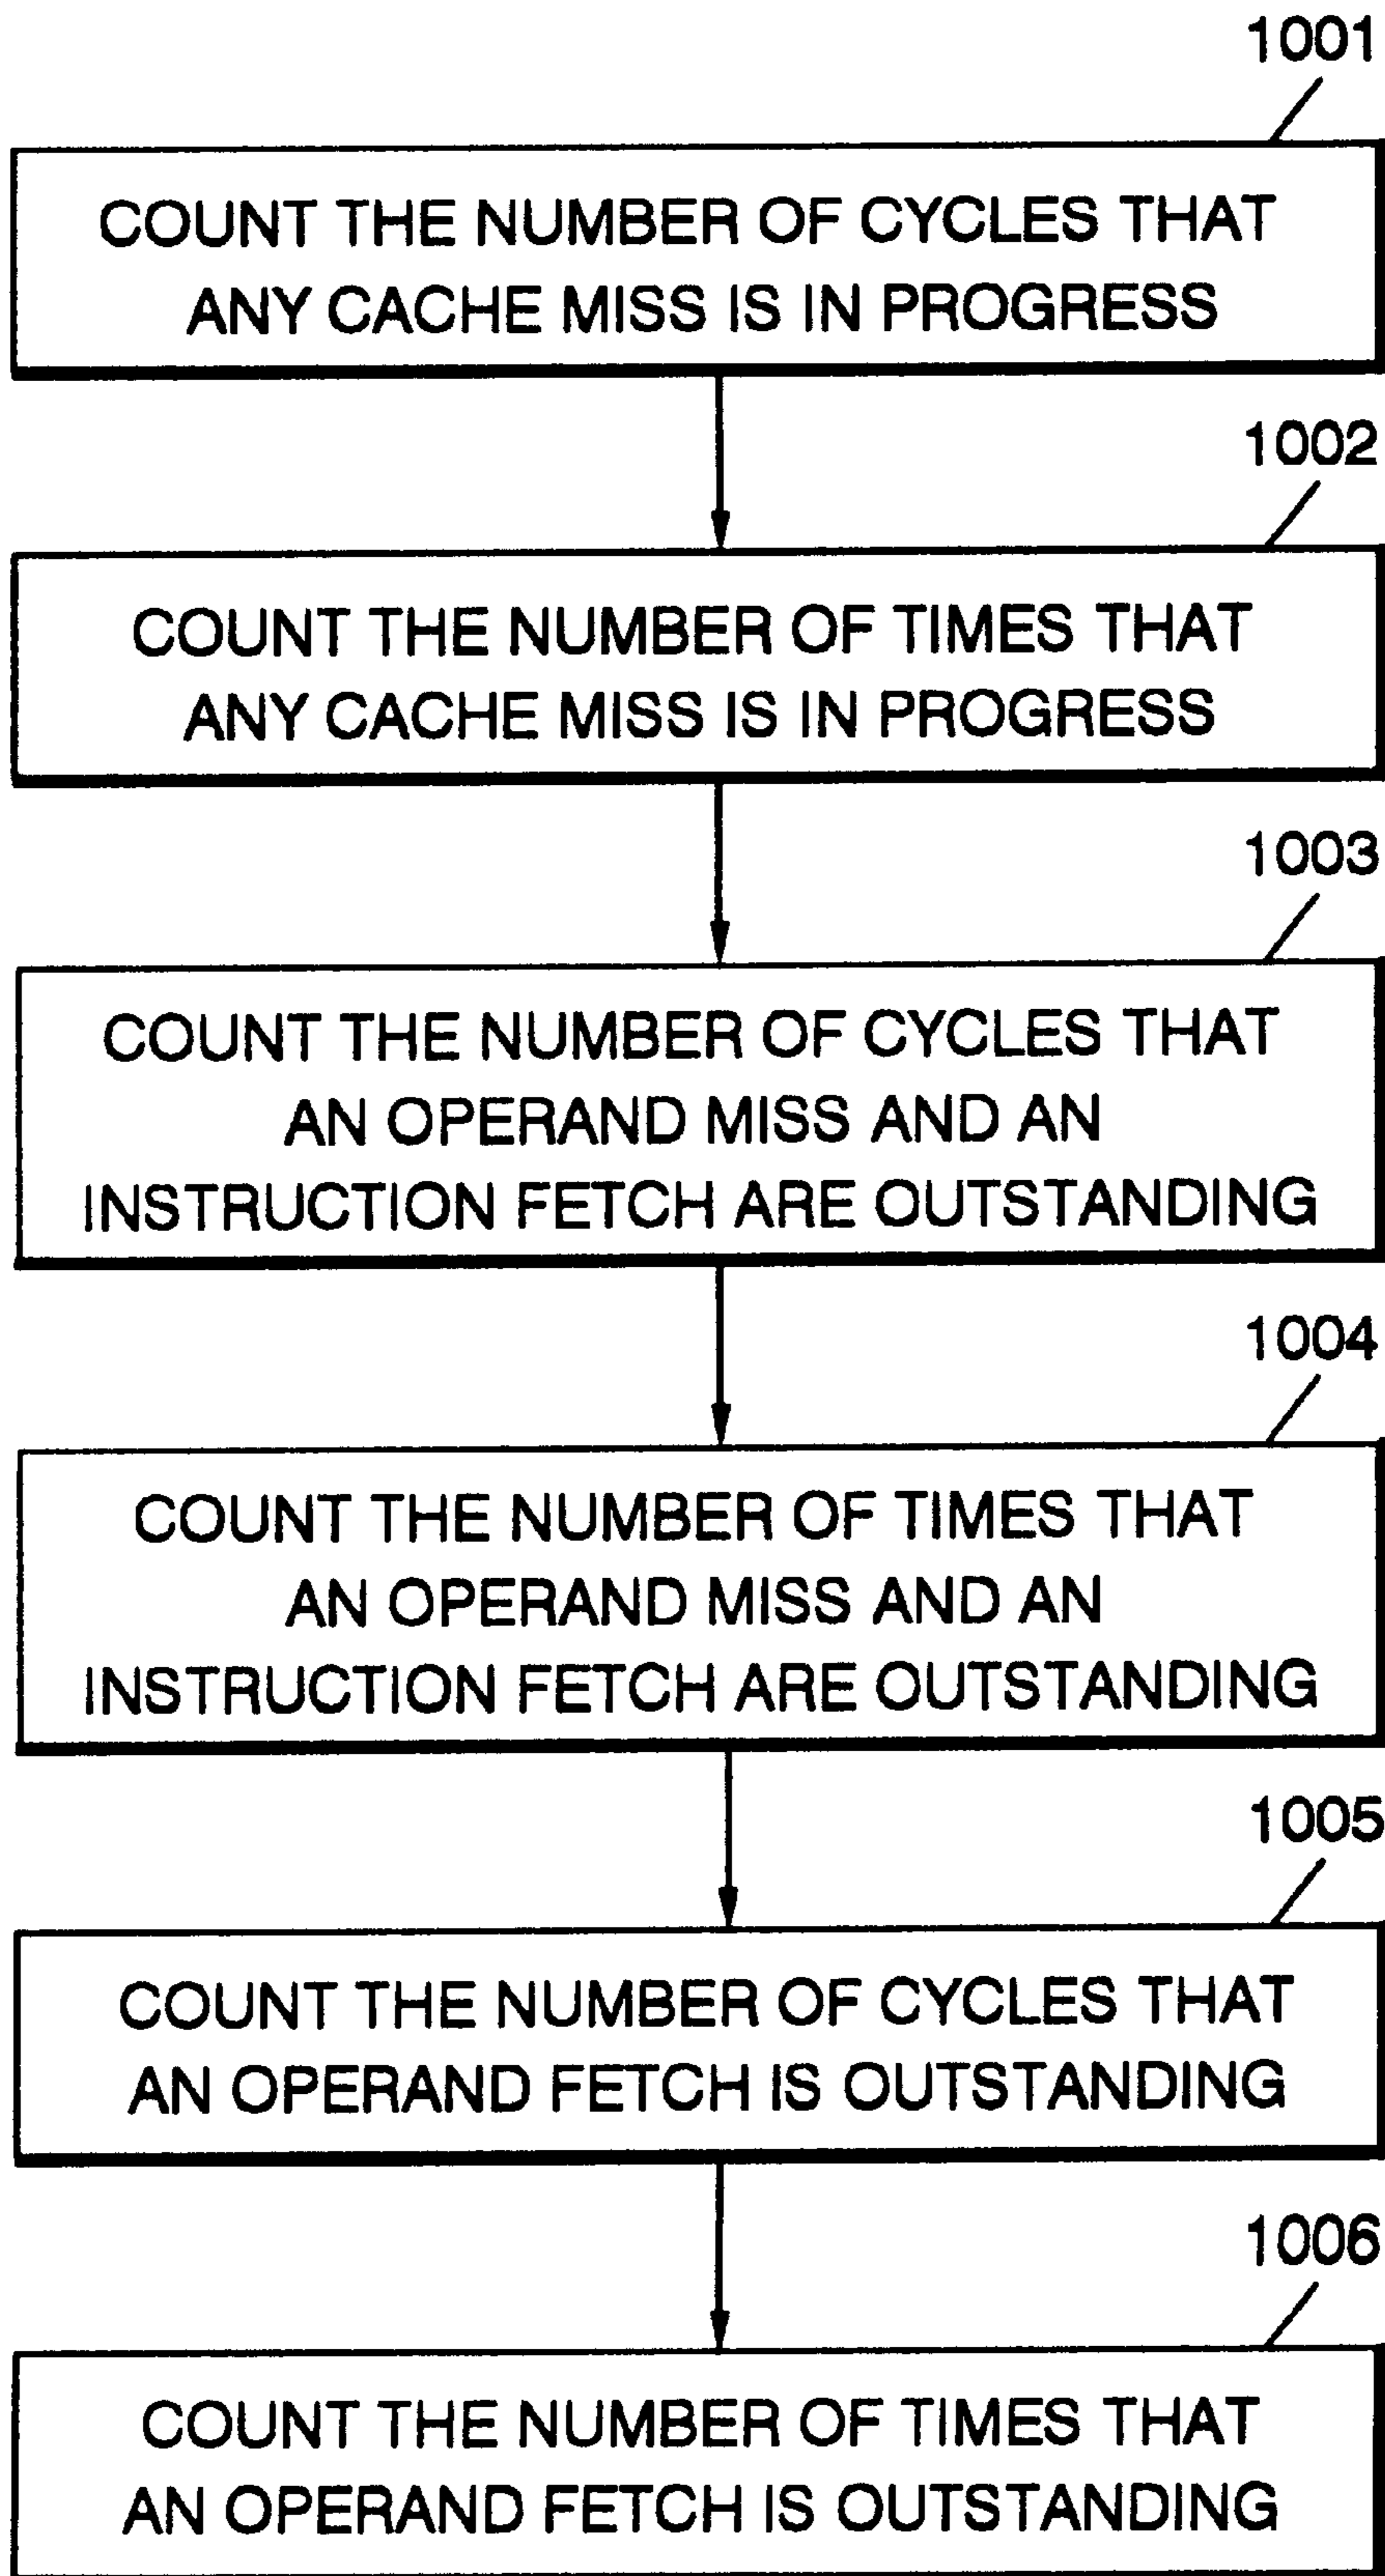 1001
COUNT THE NUMBER OF CYCLES THAT
ANY CACHE MISS IS IN PROGRESS
1002
COUNT THE NUMBER OF TIMES THAT
ANY CACHE MISS IS IN PROGRESS
1003
COUNT THE NUMBER OF CYCLES THAT
AN OPERAND MISS AND AN
INSTRUCTION FETCH ARE OUTSTANDING
1004
COUNT THE NUMBER OF TIMES THAT
AN OPERAND MISS AND AN
INSTRUCTION FETCH ARE OUTSTANDING
1005
COUNT THE NUMBER OF CYCLES THAT
AN OPERAND FETCH IS OUTSTANDING
1006
COUNT THE NUMBER OF TIMES THAT
AN OPERAND FETCH IS OUTSTANDING